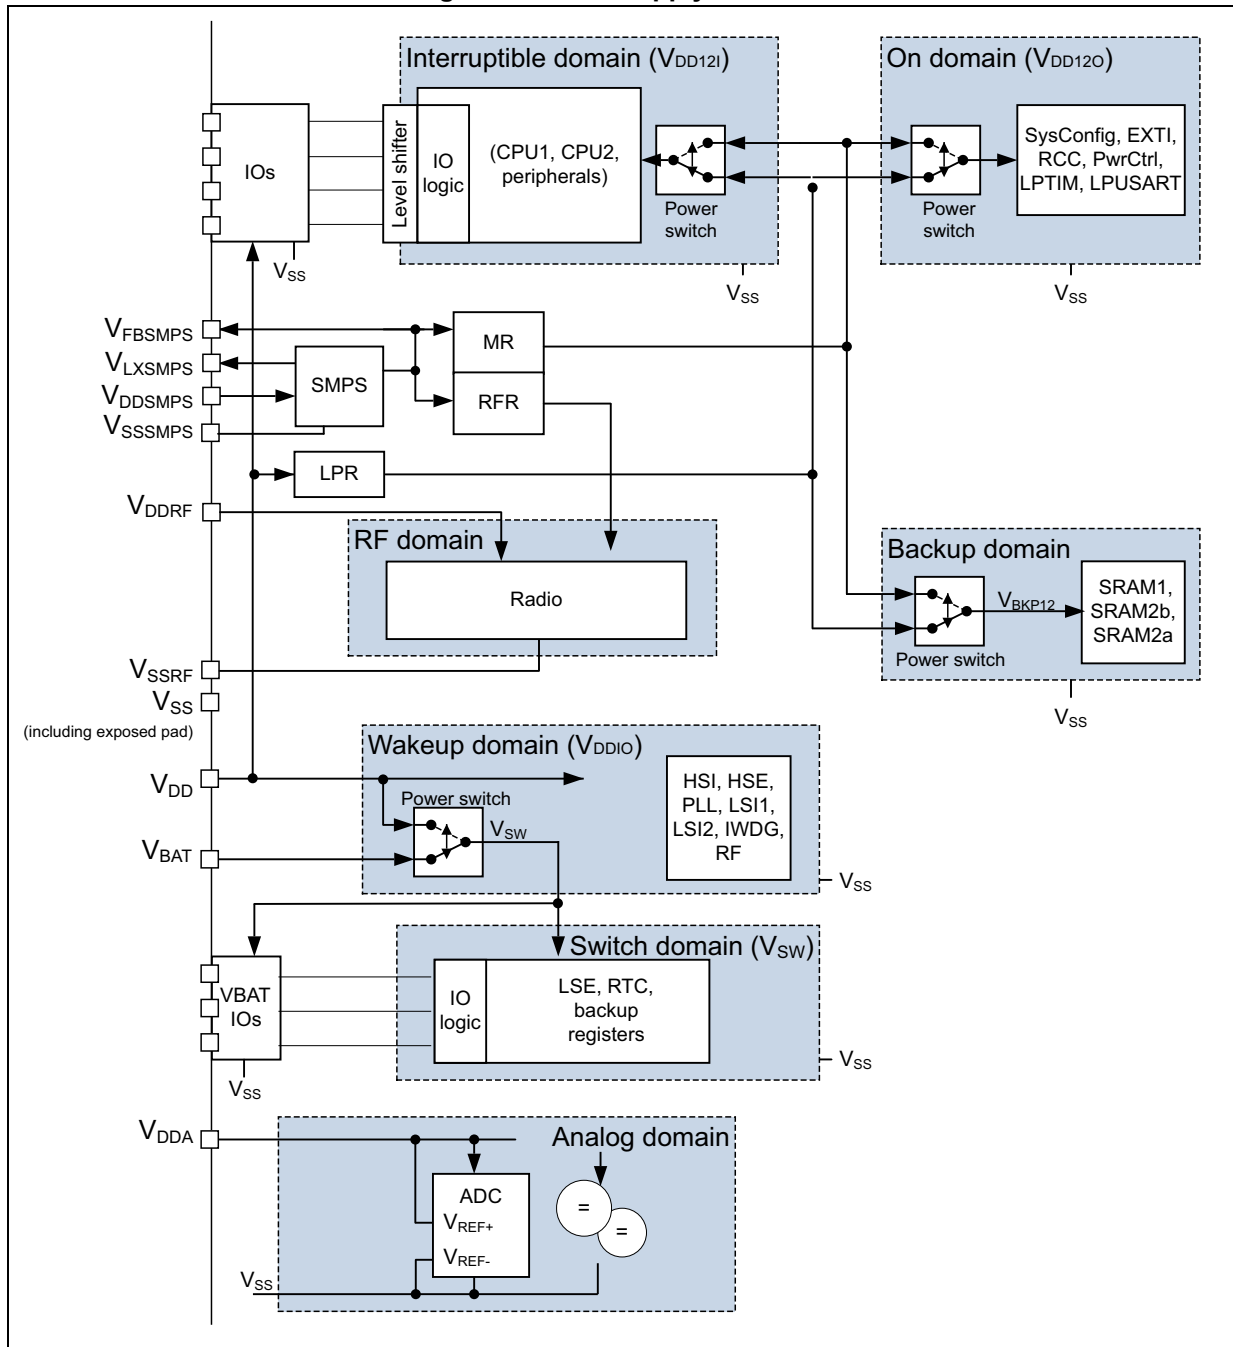 Interruptible domain (VDD12I)
On domain (VDD12O)
IOs
Level shifter
IO
logic
(CPU1, CPU2,
peripherals)
Power
switch
Power
switch
SysConfig, EXTI,
RCC, PwrCtrl,
LPTIM, LPUSART
VSS
VSS
VSS
VFBSMPS
VLXSMPS
VDDSMPS
VSSSMPS
SMPS
MR
RFR
LPR
VDDRF
RF domain
Radio
Backup domain
VBKP12
SRAM1,
SRAM2b,
SRAM2a
Power switch
VSS
VSSRF
VSS
(including exposed pad)
Wakeup domain (VDDIO)
VDD
Power switch
VSW
HSI, HSE,
PLL, LSI1,
LSI2, IWDG,
RF
VBAT
VSS
Switch domain (VSW)
VBAT
IOs
IO
logic
LSE, RTC,
backup
registers
VSS
VSS
VDDA
Analog domain
ADC
VREF+
VREF-
=
=
VSS